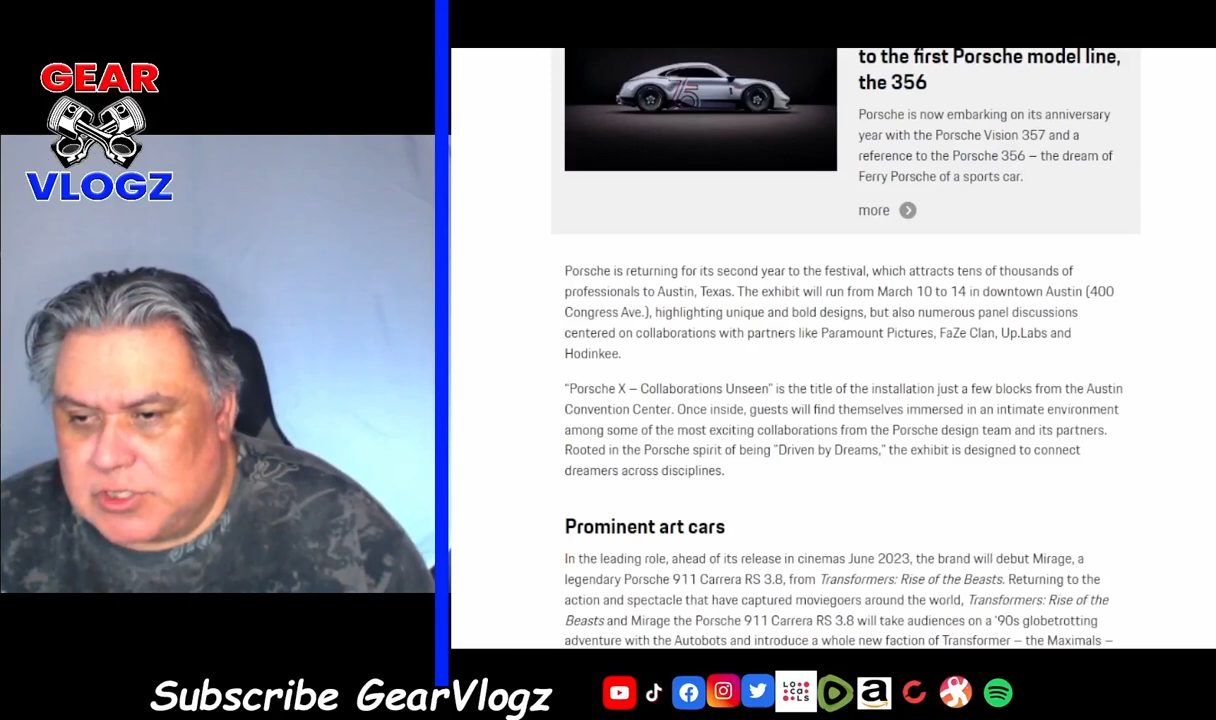 GEAR
VLOGZ
to the first Porsche model line,
the 356
Porsche is now embarking on its anniversary
year with the Porsche Vision 357 and a
reference to the Porsche 356 – the dream of
Ferry Porsche of a sports car.
more
Porsche is returning for its second year to the festival, which attracts tens of thousands of
professionals to Austin, Texas. The exhibit will run from March 10 to 14 in downtown Austin (400
Congress Ave.), highlighting unique and bold designs, but also numerous panel discussions
centered on collaborations with partners like Paramount Pictures, FaZe Clan, Up.Labs and
Hodinkee.
“Porsche X – Collaborations Unseen” is the title of the installation just a few blocks from the Austin
Convention Center. Once inside, guests will find themselves immersed in an intimate environment
among some of the most exciting collaborations from the Porsche design team and its partners.
Rooted in the Porsche spirit of being “Driven by Dreams,” the exhibit is designed to connect
dreamers across disciplines.
Prominent art cars
In the leading role, ahead of its release in cinemas June 2023, the brand will debut Mirage, a
legendary Porsche 911 Carrera RS 3.8, from Transformers: Rise of the Beasts. Returning to the
action and spectacle that have captured moviegoers around the world, Transformers: Rise of the
Beasts and Mirage the Porsche 911 Carrera RS 3.8 will take audiences on a ‘90s globetrotting
adventure with the Autobots and introduce a whole new faction of Transformer – the Maximals –
Subscribe GearVlogz
LO
ca
LS
a